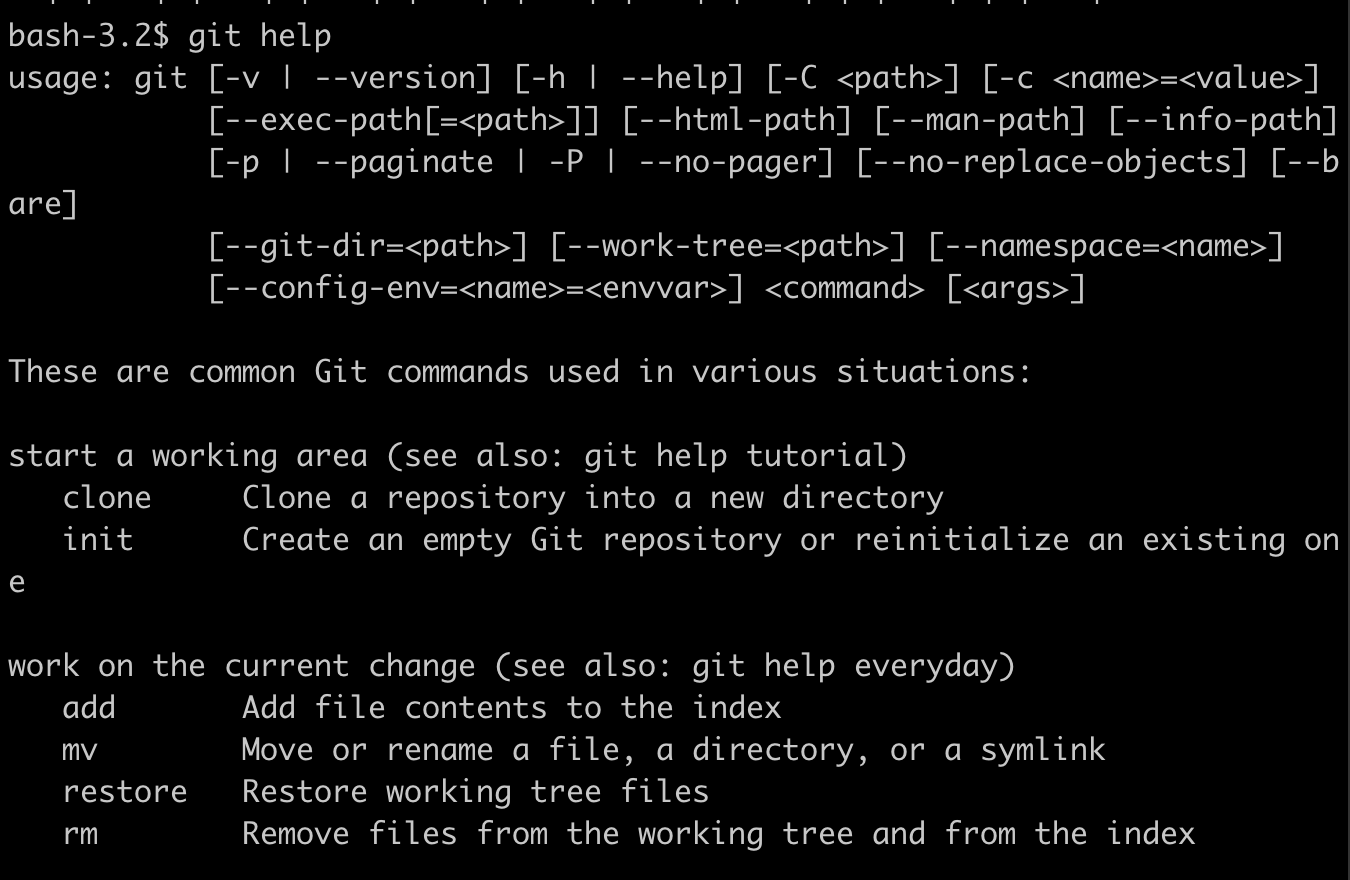 bash-3.2$ git help
usage: git [-v | --version] [-h | --help] [-C <path>] [-c <name>=<value>]
           [--exec-path[=<path>]] [--html-path] [--man-path] [--info-path]
           [-p | --paginate | -P | --no-pager] [--no-replace-objects] [--b
are]
           [--git-dir=<path>] [--work-tree=<path>] [--namespace=<name>]
           [--config-env=<name>=<envvar>] <command> [<args>]

These are common Git commands used in various situations:

start a working area (see also: git help tutorial)
   clone     Clone a repository into a new directory
   init      Create an empty Git repository or reinitialize an existing on
e

work on the current change (see also: git help everyday)
   add       Add file contents to the index
   mv        Move or rename a file, a directory, or a symlink
   restore   Restore working tree files
   rm        Remove files from the working tree and from the index